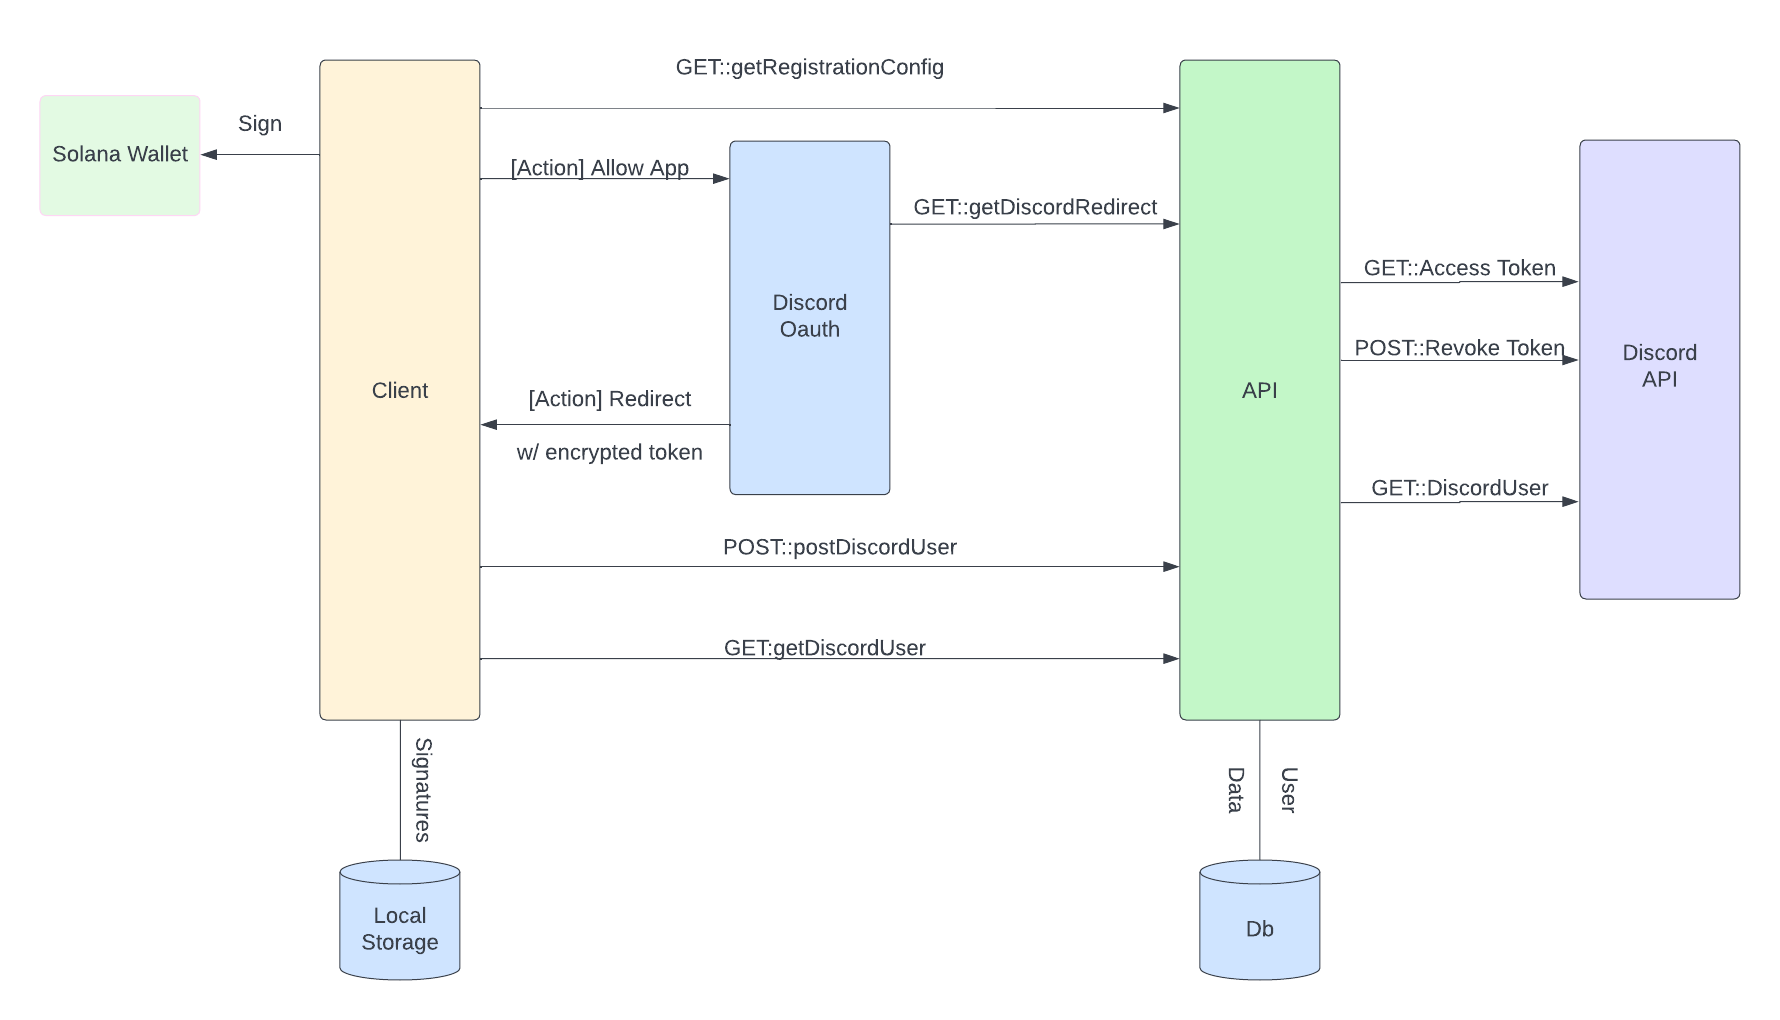 GET::getRegistrationConfig
Sign
Solana Wallet
[Action] Allow App
GET::getDiscordRedirect
GET::Access Token
Discord
Oauth
POST::Revoke Token
Discord
API
Client
[Action] Redirect
w/ encrypted token
API
GET::DiscordUser
POST::postDiscordUser
GET:getDiscordUser
Signatures
User
Data
Local
Storage
Db